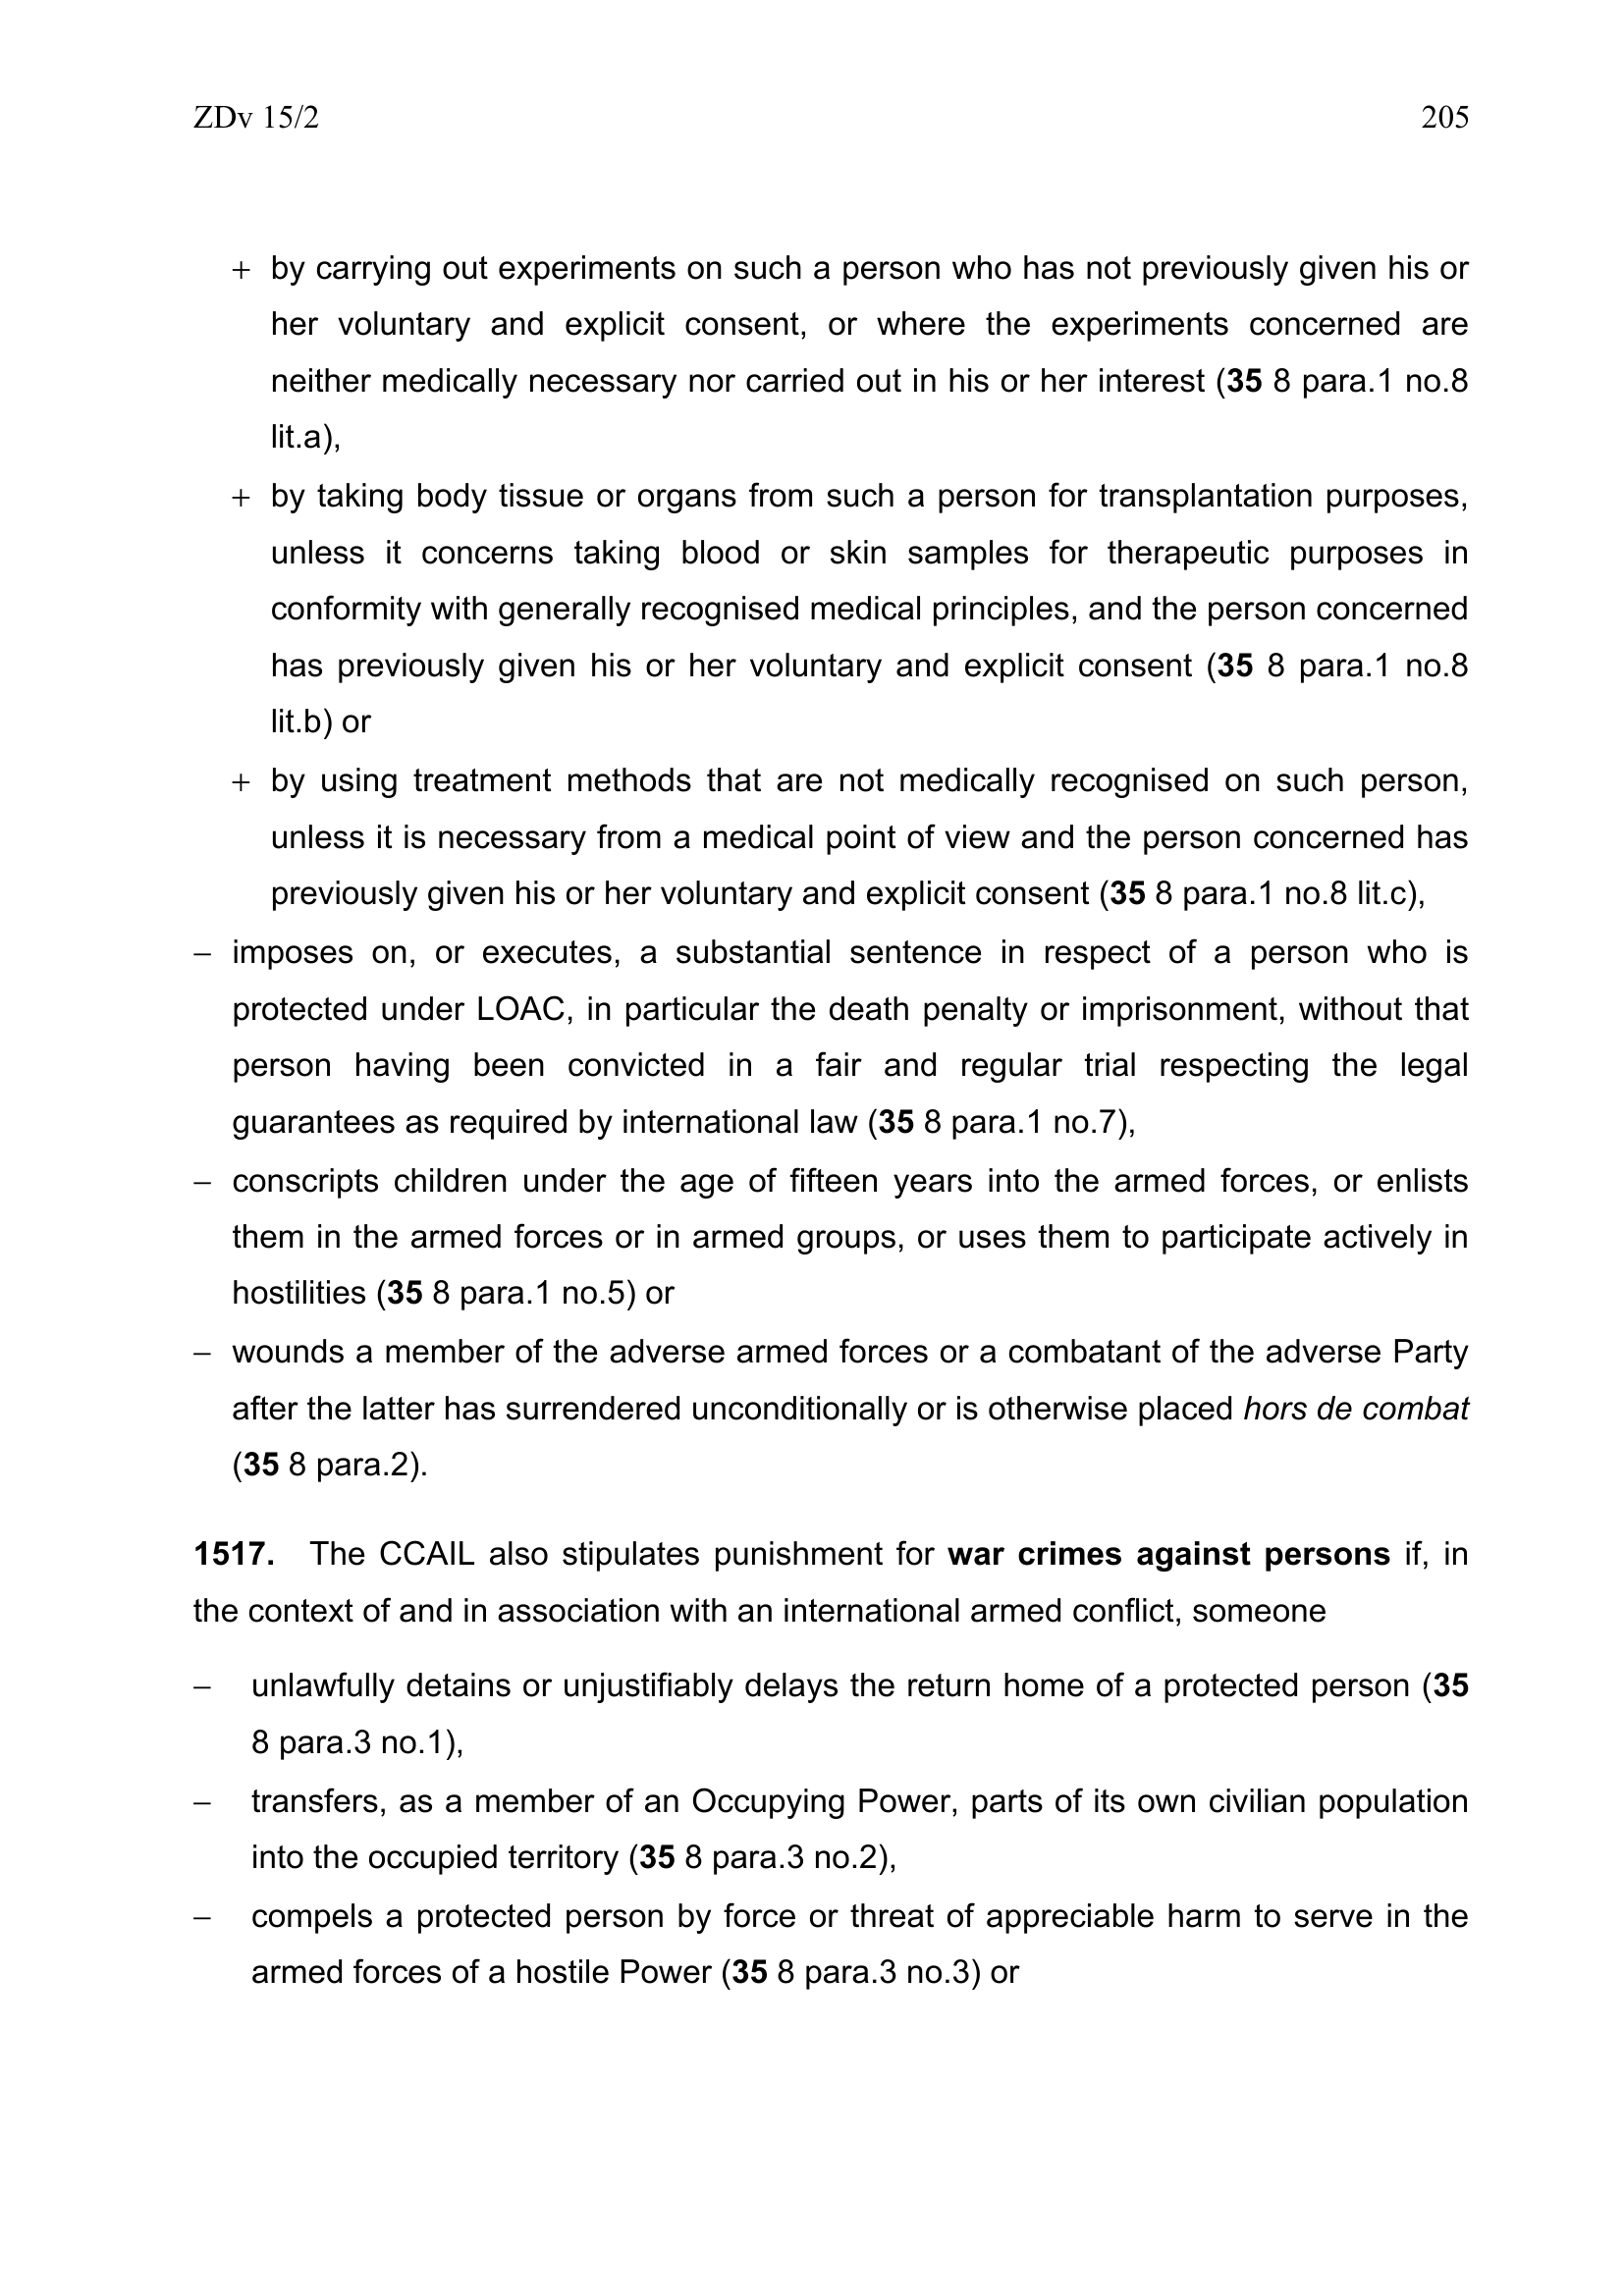 ZDv 15/2 205
+ by carrying out experiments on such a person who has not previously given his or
her voluntary and explicit consent, or where the experiments concerned are
neither medically necessary nor carried out in his or her interest (35 8 para.1 no.8
lit.a),
+ by taking body tissue or organs from such a person for transplantation purposes,
unless it concerns taking blood or skin samples for therapeutic purposes in
conformity with generally recognised medical principles, and the person concerned
has previously given his or her voluntary and explicit consent (35 8 para.1 no.8
lit.b) or
+ by using treatment methods that are not medically recognised on such person,
unless it is necessary from a medical point of view and the person concerned has
previously given his or her voluntary and explicit consent (35 8 para.1 no.8 lit.c),
– imposes on, or executes, a substantial sentence in respect of a person who is
protected under LOAC, in particular the death penalty or imprisonment, without that
person having been convicted in a fair and regular trial respecting the legal
guarantees as required by international law (35 8 para.1 no.7),
– conscripts children under the age of fifteen years into the armed forces, or enlists
them in the armed forces or in armed groups, or uses them to participate actively in
hostilities (35 8 para.1 no.5) or
– wounds a member of the adverse armed forces or a combatant of the adverse Party
after the latter has surrendered unconditionally or is otherwise placed hors de combat
(35 8 para.2).
1517. The CCAIL also stipulates punishment for war crimes against persons if, in
the context of and in association with an international armed conflict, someone
– unlawfully detains or unjustifiably delays the return home of a protected person (35
8 para.3 no.1),
– transfers, as a member of an Occupying Power, parts of its own civilian population
into the occupied territory (35 8 para.3 no.2),
– compels a protected person by force or threat of appreciable harm to serve in the
armed forces of a hostile Power (35 8 para.3 no.3) or